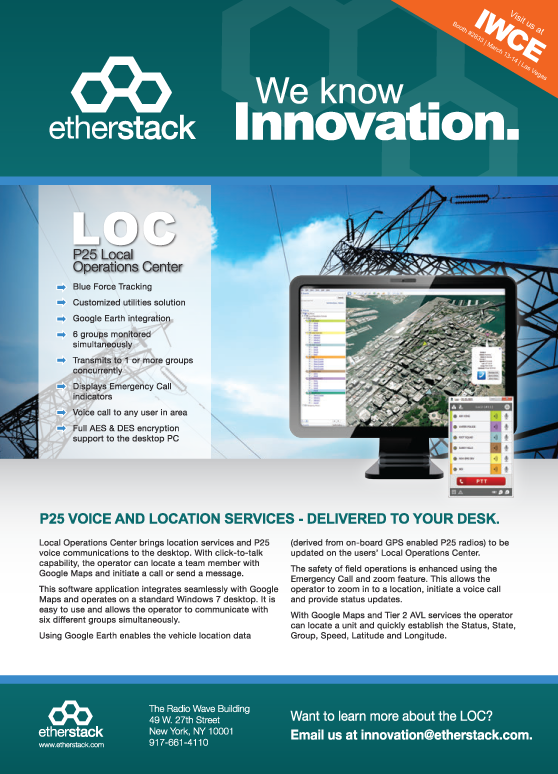 Visit us at
IWCE
Booth #2633 | March 13-14 | Las Vegas
etherstack
We know
Innovation.
LOC
P25 Local
Operations Center
Blue Force Tracking
Customized utilities solution
Google Earth integration
6 groups monitored
simultaneously
Transmits to 1 or more groups
concurrently
Displays Emergency Call
indicators
Voice call to any user in area
Full AES & DES encryption
support to the desktop PC
PTT
P25 VOICE AND LOCATION SERVICES - DELIVERED TO YOUR DESK.
Local Operations Center brings location services and P25
voice communications to the desktop. With click-to-talk
capability, the operator can locate a team member with
Google Maps and initiate a call or send a message.
This software application integrates seamlessly with Google
Maps and operates on a standard Windows 7 desktop. It is
easy to use and allows the operator to communicate with
six different groups simultaneously.
Using Google Earth enables the vehicle location data
(derived from on-board GPS enabled P25 radios) to be
updated on the users' Local Operations Center.
The safety of field operations is enhanced using the
Emergency Call and zoom feature. This allows the
operator to zoom in to a location, initiate a voice call
and provide status updates.
With Google Maps and Tier 2 AVL services the operator
can locate a unit and quickly establish the Status, State,
Group, Speed, Latitude and Longitude.
etherstack
www.etherstack.com
The Radio Wave Building
49 W. 27th Street
New York, NY 10001
917-661-4110
Want to learn more about the LOC?
Email us at innovation@etherstack.com.